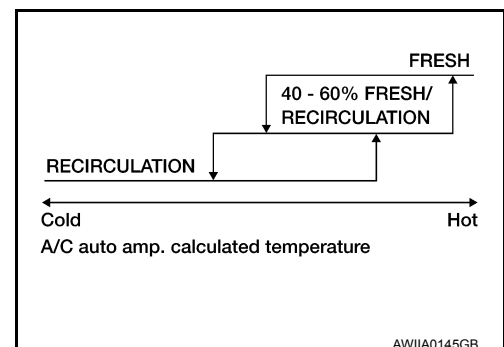 FRESH
40 - 60% FRESH/
RECIRCULATION
RECIRCULATION
Cold
Hot
A/C auto amp. calculated temperature
AWIIA0145GB